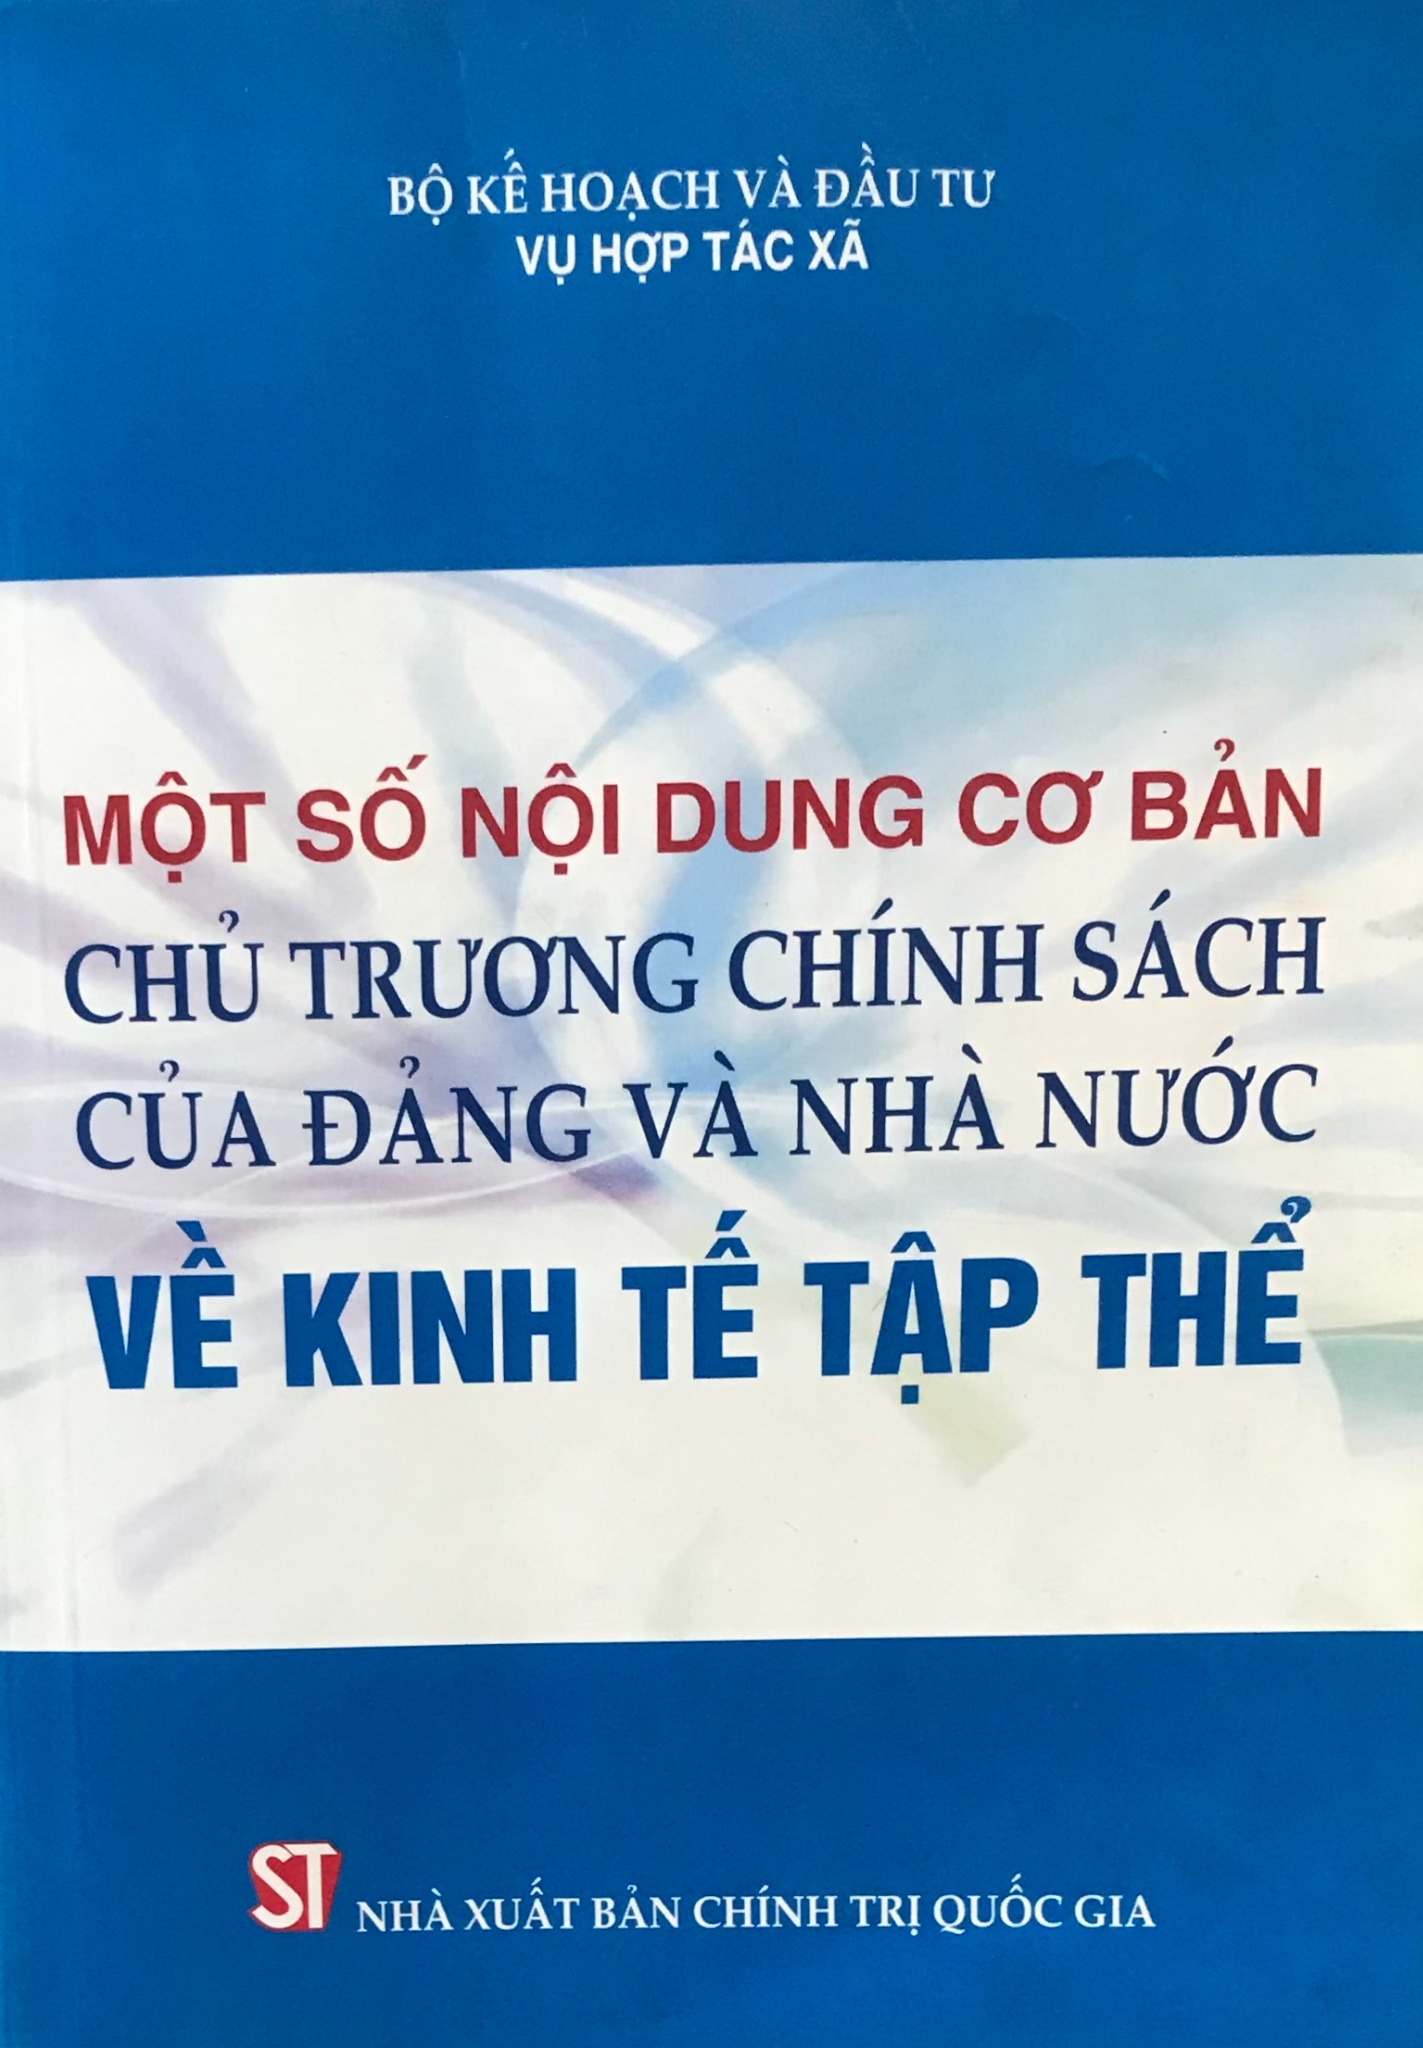 BỘ KẾ HOẠCH VÀ ĐẦU TƯ
VỤ HỢP TÁC XÃ
MỘT SỐ NỘI DUNG CƠ BẢN
CHỦ TRƯƠNG CHÍNH SÁCH
CỦA ĐẢNG VÀ NHÀ NƯỚC
VỀ KINH TẾ TẬP THỂ
ST NHÀ XUẤT BẢN CHÍNH TRỊ QUỐC GIA